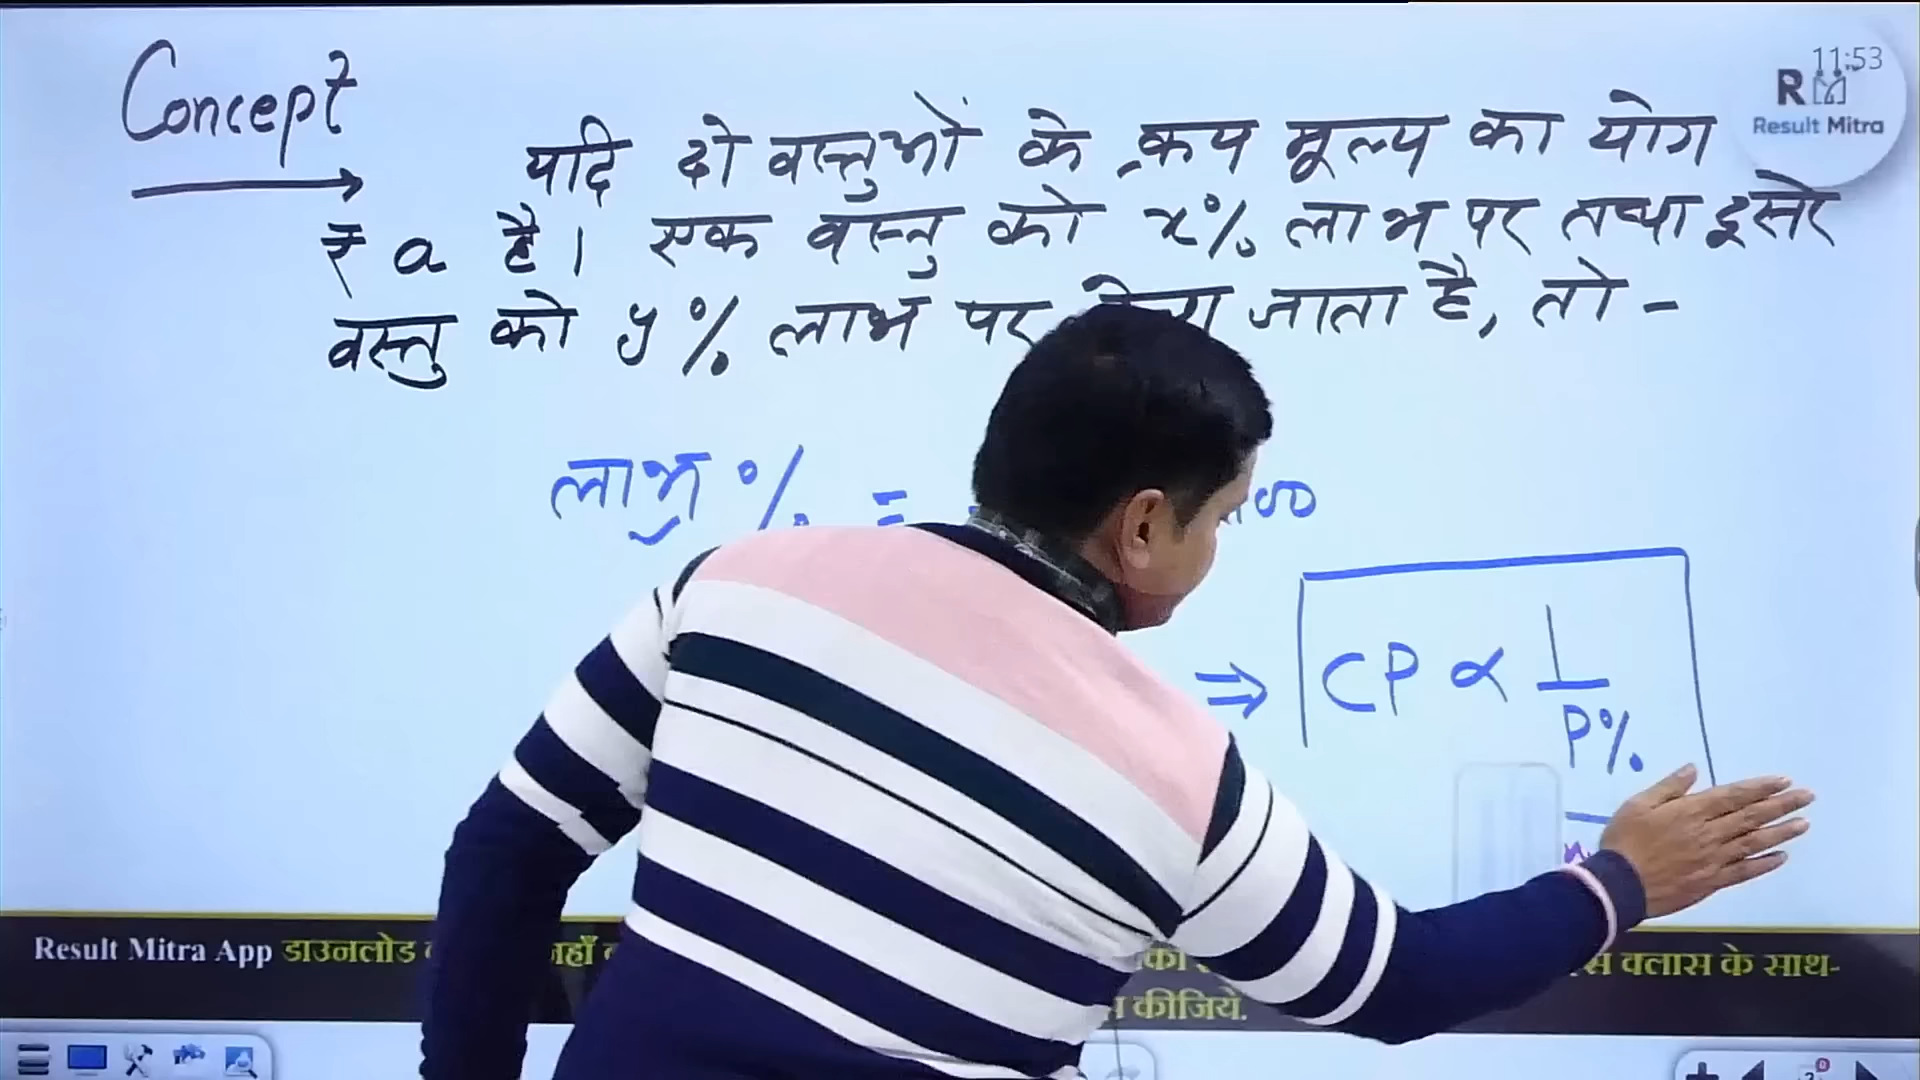 Concept
11:53
RM
Result Mitra
यदि दो वस्तुओं के क्रय मूल्य का योग
₹ a है। एक वस्तु को x% लाभ पर तथा दूसरे
वस्तु को y% लाभ पर जाता है, तो -
लाभ % =
⇒ CP ∝ 1
P%
Result Mitra App डाउनलोड
क्लास के साथ-
कीजिये.